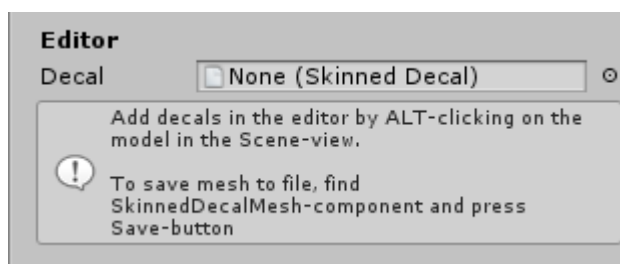 Editor
Decal None (Skinned Decal)
Add decals in the editor by ALT-clicking on the
model in the Scene-view.
To save mesh to file, find
SkinnedDecalMesh-component and press
Save-button